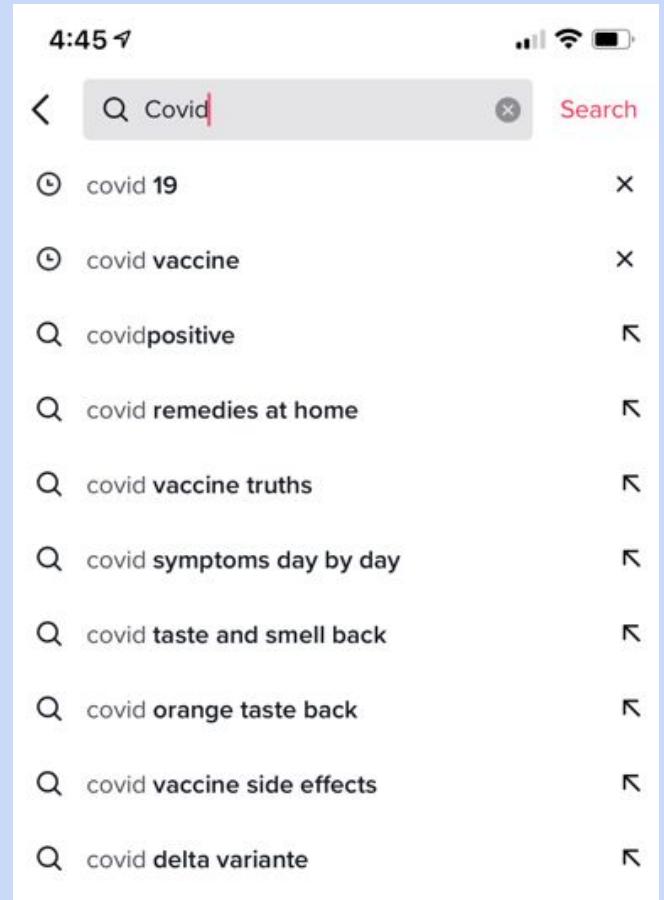 4:45
Covid Search
covid 19
covid vaccine
covidpositive
covid remedies at home
covid vaccine truths
covid symptoms day by day
covid taste and smell back
covid orange taste back
covid vaccine side effects
covid delta variante